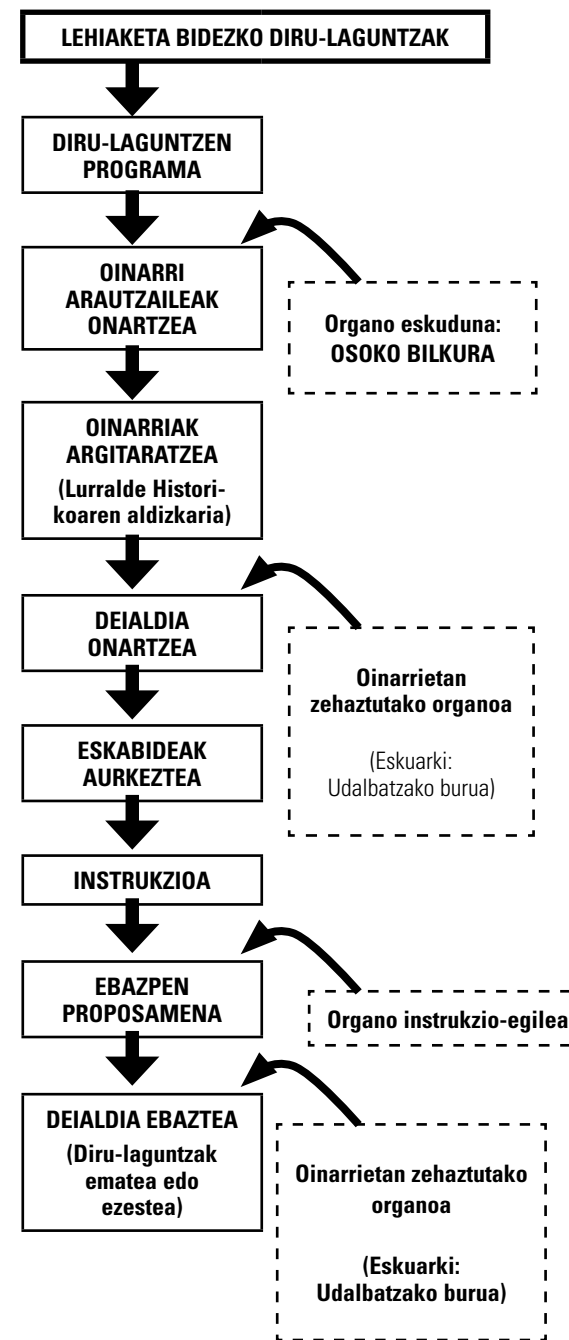 LEHIAKETA BIDEZKO DIRU-LAGUNTZAK
DIRU-LAGUNTZEN
PROGRAMA
OINARRI
ARAUTZAILEAK
ONARTZEA
Organo eskuduna:
OSOKO BILKURA
OINARRIAK
ARGITARATZEA
(Lurralde Histori-
koaren aldizkaria)
DEIALDIA
ONARTZEA
Oinarrietan
zehaztutako organoa
(Eskuarki:
Udalbatzako burua)
ESKABIDEAK
AURKEZTEA
INSTRUKZIOA
EBAZPEN
PROPOSAMENA
Organo instrukzio-egilea
DEIALDIA EBAZTEA
(Diru-laguntzak
ematea edo
ezestea)
Oinarrietan zehaztutako
organoa
(Eskuarki:
Udalbatzako burua)